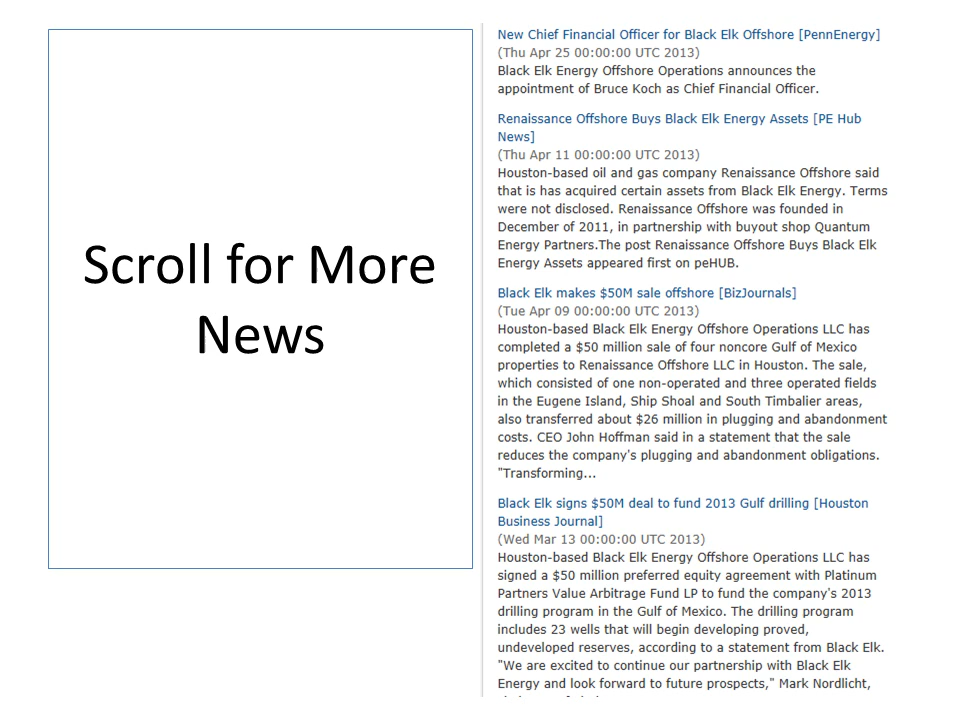 Scroll for More
News
New Chief Financial Officer for Black Elk Offshore [PennEnergy]
(Thu Apr 25 00:00:00 UTC 2013)
Black Elk Energy Offshore Operations announces the
appointment of Bruce Koch as Chief Financial Officer.
Renaissance Offshore Buys Black Elk Energy Assets [PE Hub
News]
(Thu Apr 11 00:00:00 UTC 2013)
Houston-based oil and gas company Renaissance Offshore said
that is has acquired certain assets from Black Elk Energy. Terms
were not disclosed. Renaissance Offshore was founded in
December of 2011, in partnership with buyout shop Quantum
Energy Partners.The post Renaissance Offshore Buys Black Elk
Energy Assets appeared first on peHUB.
Black Elk makes $50M sale offshore [BizJournals]
(Tue Apr 09 00:00:00 UTC 2013)
Houston-based Black Elk Energy Offshore Operations LLC has
completed a $50 million sale of four noncore Gulf of Mexico
properties to Renaissance Offshore LLC in Houston. The sale,
which consisted of one non-operated and three operated fields
in the Eugene Island, Ship Shoal and South Timbalier areas,
also transferred about $26 million in plugging and abandonment
costs. CEO John Hoffman said in a statement that the sale
reduces the company's plugging and abandonment obligations.
"Transforming...
Black Elk signs $50M deal to fund 2013 Gulf drilling [Houston
Business Journal]
(Wed Mar 13 00:00:00 UTC 2013)
Houston-based Black Elk Energy Offshore Operations LLC has
signed a $50 million preferred equity agreement with Platinum
Partners Value Arbitrage Fund LP to fund the company's 2013
drilling program in the Gulf of Mexico. The drilling program
includes 23 wells that will begin developing proved,
undeveloped reserves, according to a statement from Black Elk.
"We are excited to continue our partnership with Black Elk
Energy and look forward to future prospects," Mark Nordlicht,